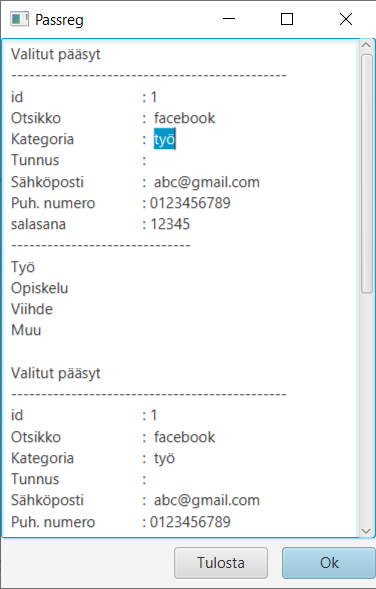 Passreg
Valitut pääsyt
----------------------------------------------
id : 1
Otsikko : facebook
Kategoria : työ
Tunnus :
Sähköposti : abc@gmail.com
Puh. numero : 0123456789
salasana : 12345
------------------------------
Työ
Opiskelu
Viihde
Muu
Valitut pääsyt
----------------------------------------------
id : 1
Otsikko : facebook
Kategoria : työ
Tunnus :
Sähköposti : abc@gmail.com
Puh. numero : 0123456789
Tulosta Ok